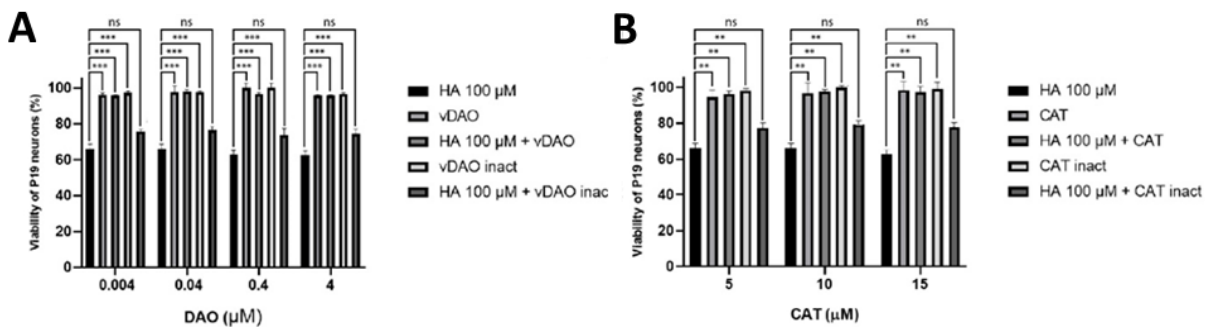 A
ns
ns
ns
ns
***
***
***
***
***
***
***
***
***
***
***
***
Viability of P19 neurons (%)
100
80
60
40
20
0
0.004
0.04
0.4
4
DAO (μM)
HA 100 μM
vDAO
HA 100 μM + vDAO
vDAO inact
HA 100 μM + vDAO inac
B
ns
ns
ns
**
**
**
**
**
**
**
**
**
Viability of P19 neurons (%)
100
80
60
40
20
0
5
10
15
CAT (μM)
HA 100 μM
CAT
HA 100 μM + CAT
CAT inact
HA 100 μM + CAT inact